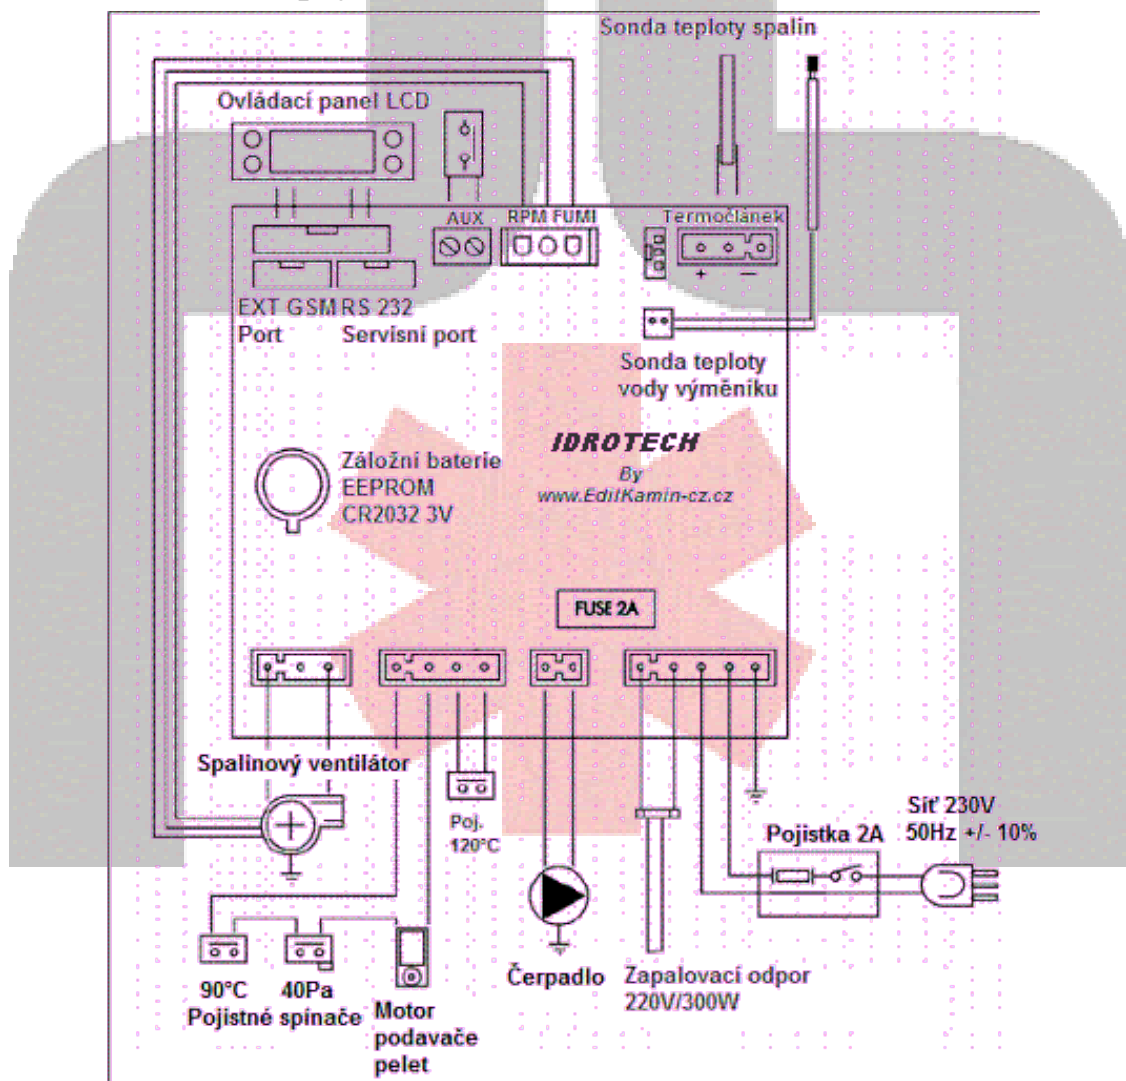 Sonda teploty spalin
Ovládací panel LCD
AUX
RPM FUMI
Termočlánek
+
—
EXT GSM RS 232
Port
Servisní port
Sonda teploty
vody výměníku
IDROTECH
By
www.EdilKamin-cz.cz
Záložní baterie
EEPROM
CR2032 3V
FUSE 2A
Spalinový ventilátor
Poj.
120°C
Síť 230V
50Hz +/- 10%
Pojistka 2A
90°C
40Pa
Pojistné spínače
Motor
podavače
pelet
Čerpadlo
Zapalovací odpor
220V/300W